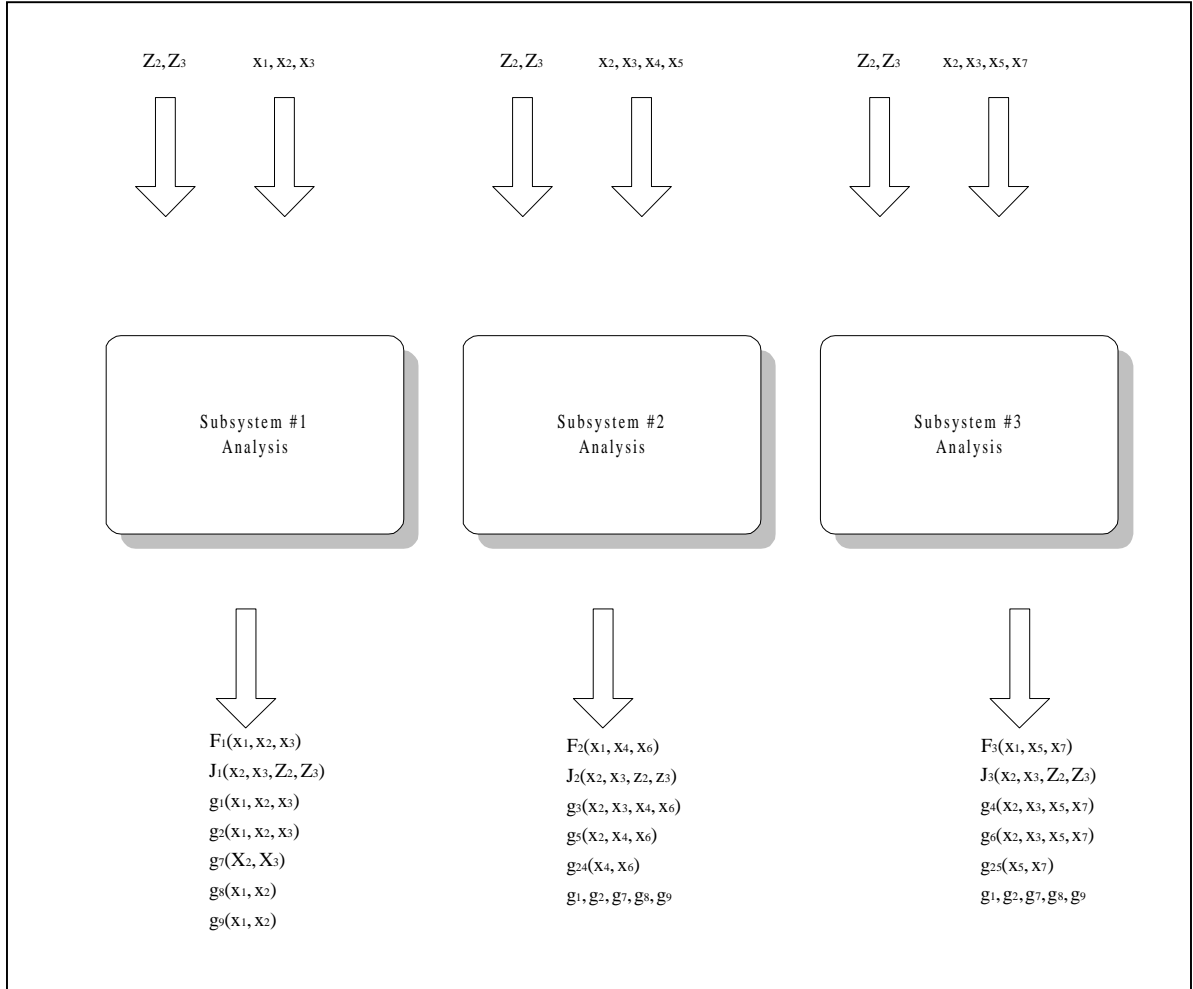 Z2, Z3
x1, x2, x3
Z2, Z3
x2, x3, x4, x5
Z2, Z3
x2, x3, x5, x7
Subsystem #1
Analysis
Subsystem #2
Analysis
Subsystem #3
Analysis
F1(x1, x2, x3)
J1(x2, x3, Z2, Z3)
g1(x1, x2, x3)
g2(x1, x2, x3)
g7(X2, X3)
g8(x1, x2)
g9(x1, x2)
F2(x1, x4, x6)
J2(x2, x3, z2, z3)
g3(x2, x3, x4, x6)
g5(x2, x4, x6)
g24(x4, x6)
g1, g2, g7, g8, g9
F3(x1, x5, x7)
J3(x2, x3, Z2, Z3)
g4(x2, x3, x5, x7)
g6(x2, x3, x5, x7)
g25(x5, x7)
g1, g2, g7, g8, g9